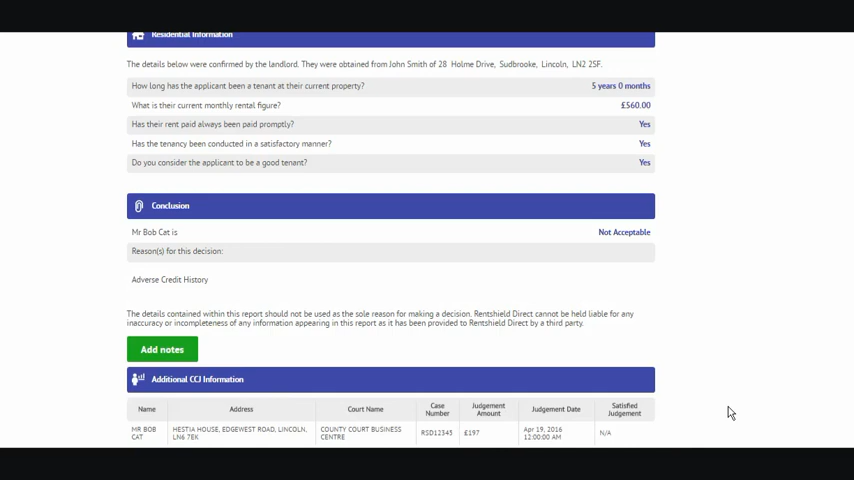 Residential Information
The details below were confirmed by the landlord. They were obtained from John Smith of 28 Holme Drive, Sudbrooke, Lincoln, LN2 2SF.
How long has the applicant been a tenant at their current property? 5 years 0 months
What is their current monthly rental figure? £560.00
Has their rent paid always been paid promptly? Yes
Has the tenancy been conducted in a satisfactory manner? Yes
Do you consider the applicant to be a good tenant? Yes
Conclusion
Mr Bob Cat is Not Acceptable
Reason(s) for this decision:
Adverse Credit History
The details contained within this report should not be used as the sole reason for making a decision. Rentshield Direct cannot be held liable for any
inaccuracy or incompleteness of any information appearing in this report as it has been provided to Rentshield Direct by a third party.
Add notes
Additional CCJ Information
Name Address Court Name Case Number Judgement Amount Judgement Date Satisfied Judgement
MR BOB CAT HESTIA HOUSE, EDGEWEST ROAD, LINCOLN, LN6 7EK COUNTY COURT BUSINESS CENTRE RSD12345 £197 Apr 19, 2016 12:00:00 AM N/A